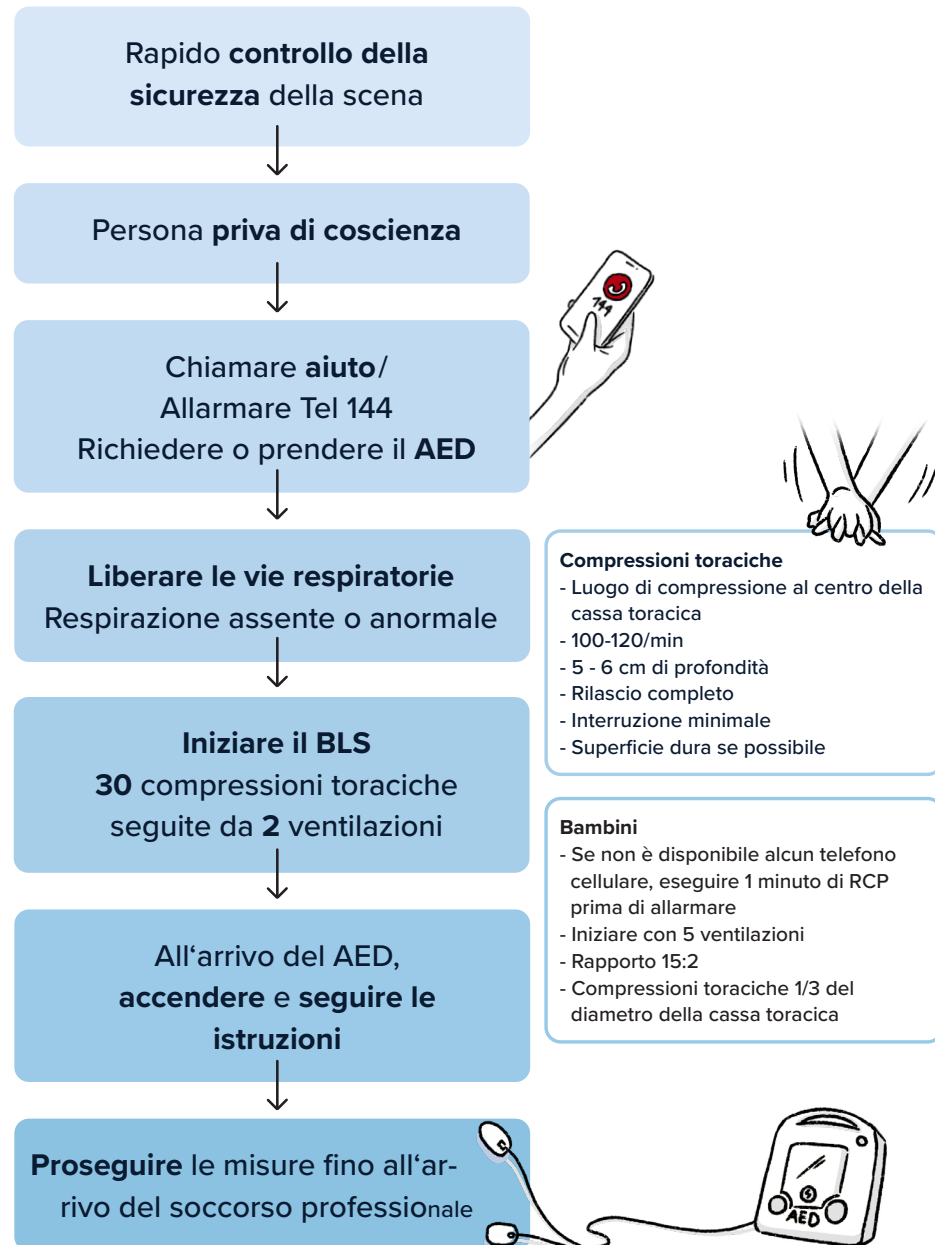 Rapido controllo della
sicurezza della scena
Persona priva di coscienza
144
Chiamare aiuto/
Allarmare Tel 144
Richiedere o prendere il AED
Liberare le vie respiratorie
Respirazione assente o anormale
Compressioni toraciche
- Luogo di compressione al centro della
cassa toracica
- 100-120/min
- 5 - 6 cm di profondità
- Rilascio completo
- Interruzione minimale
- Superficie dura se possibile
Iniziare il BLS
30 compressioni toraciche
seguite da 2 ventilazioni
Bambini
- Se non è disponibile alcun telefono
cellulare, eseguire 1 minuto di RCP
prima di allarmare
- Iniziare con 5 ventilazioni
- Rapporto 15:2
- Compressioni toraciche 1/3 del
diametro della cassa toracica
All‘arrivo del AED,
accendere e seguire le
istruzioni
Proseguire le misure fino all‘ar-
rivo del soccorso professionale
AED